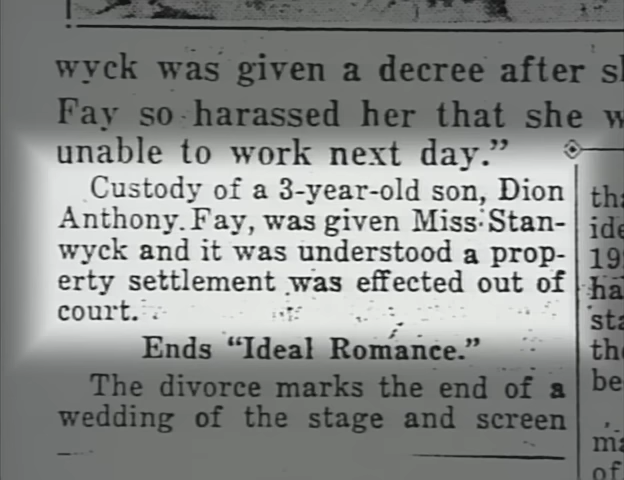 wyck was given a decree after
Fay so harassed her that she
unable to work next day."
Custody of a 3-year-old son, Dion
Anthony Fay, was given Miss Stan-
wyck and it was understood a prop-
erty settlement was effected out of
court.
Ends "Ideal Romance."
The divorce marks the end of a
wedding of the stage and screen
of